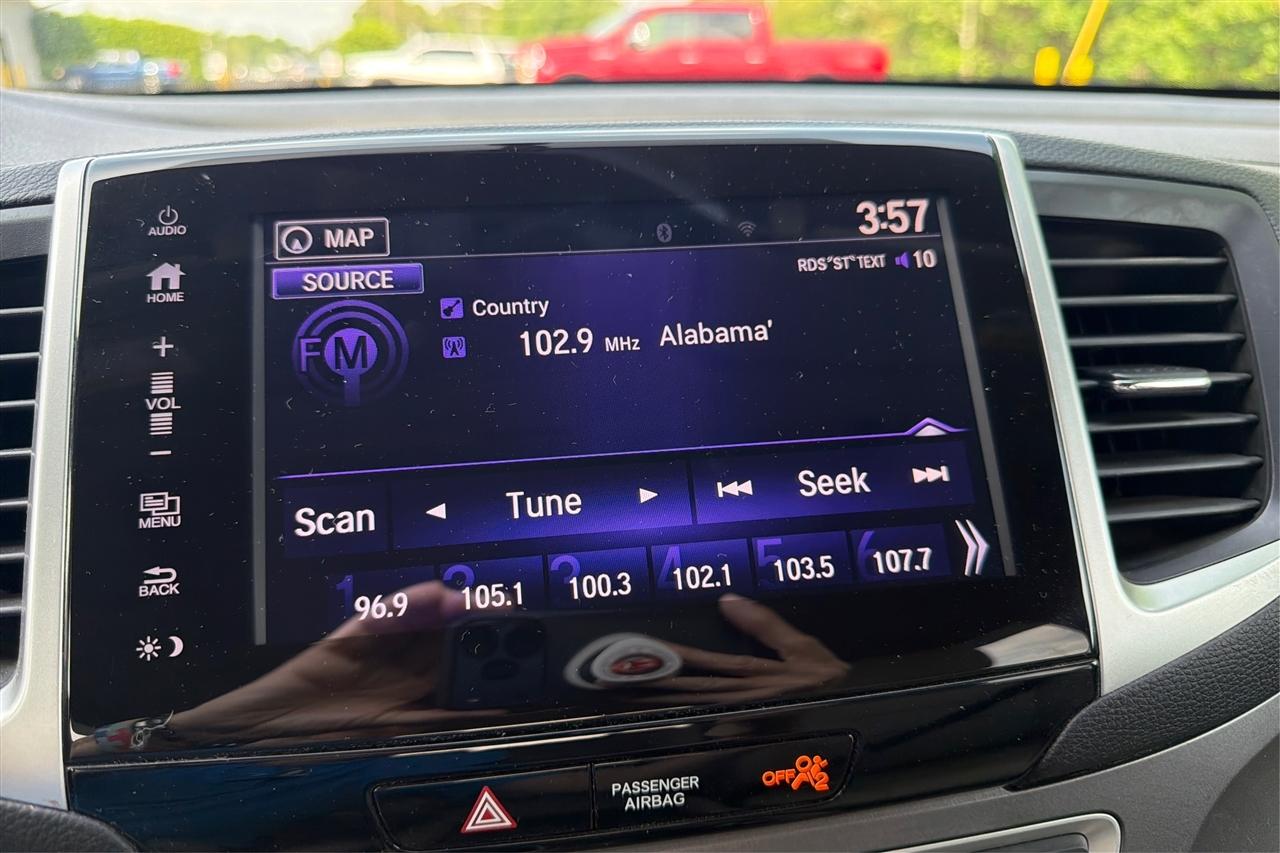 AUDIO
HOME
+
VOL
−
MENU
BACK
MAP
3:57
SOURCE
RDS ST TEXT 10
FM
Country
102.9 MHz Alabama'
Scan
Tune
Seek
1 96.9
2 105.1
3 100.3
4 102.1
5 103.5
6 107.7
PASSENGER
AIRBAG
OFF 2